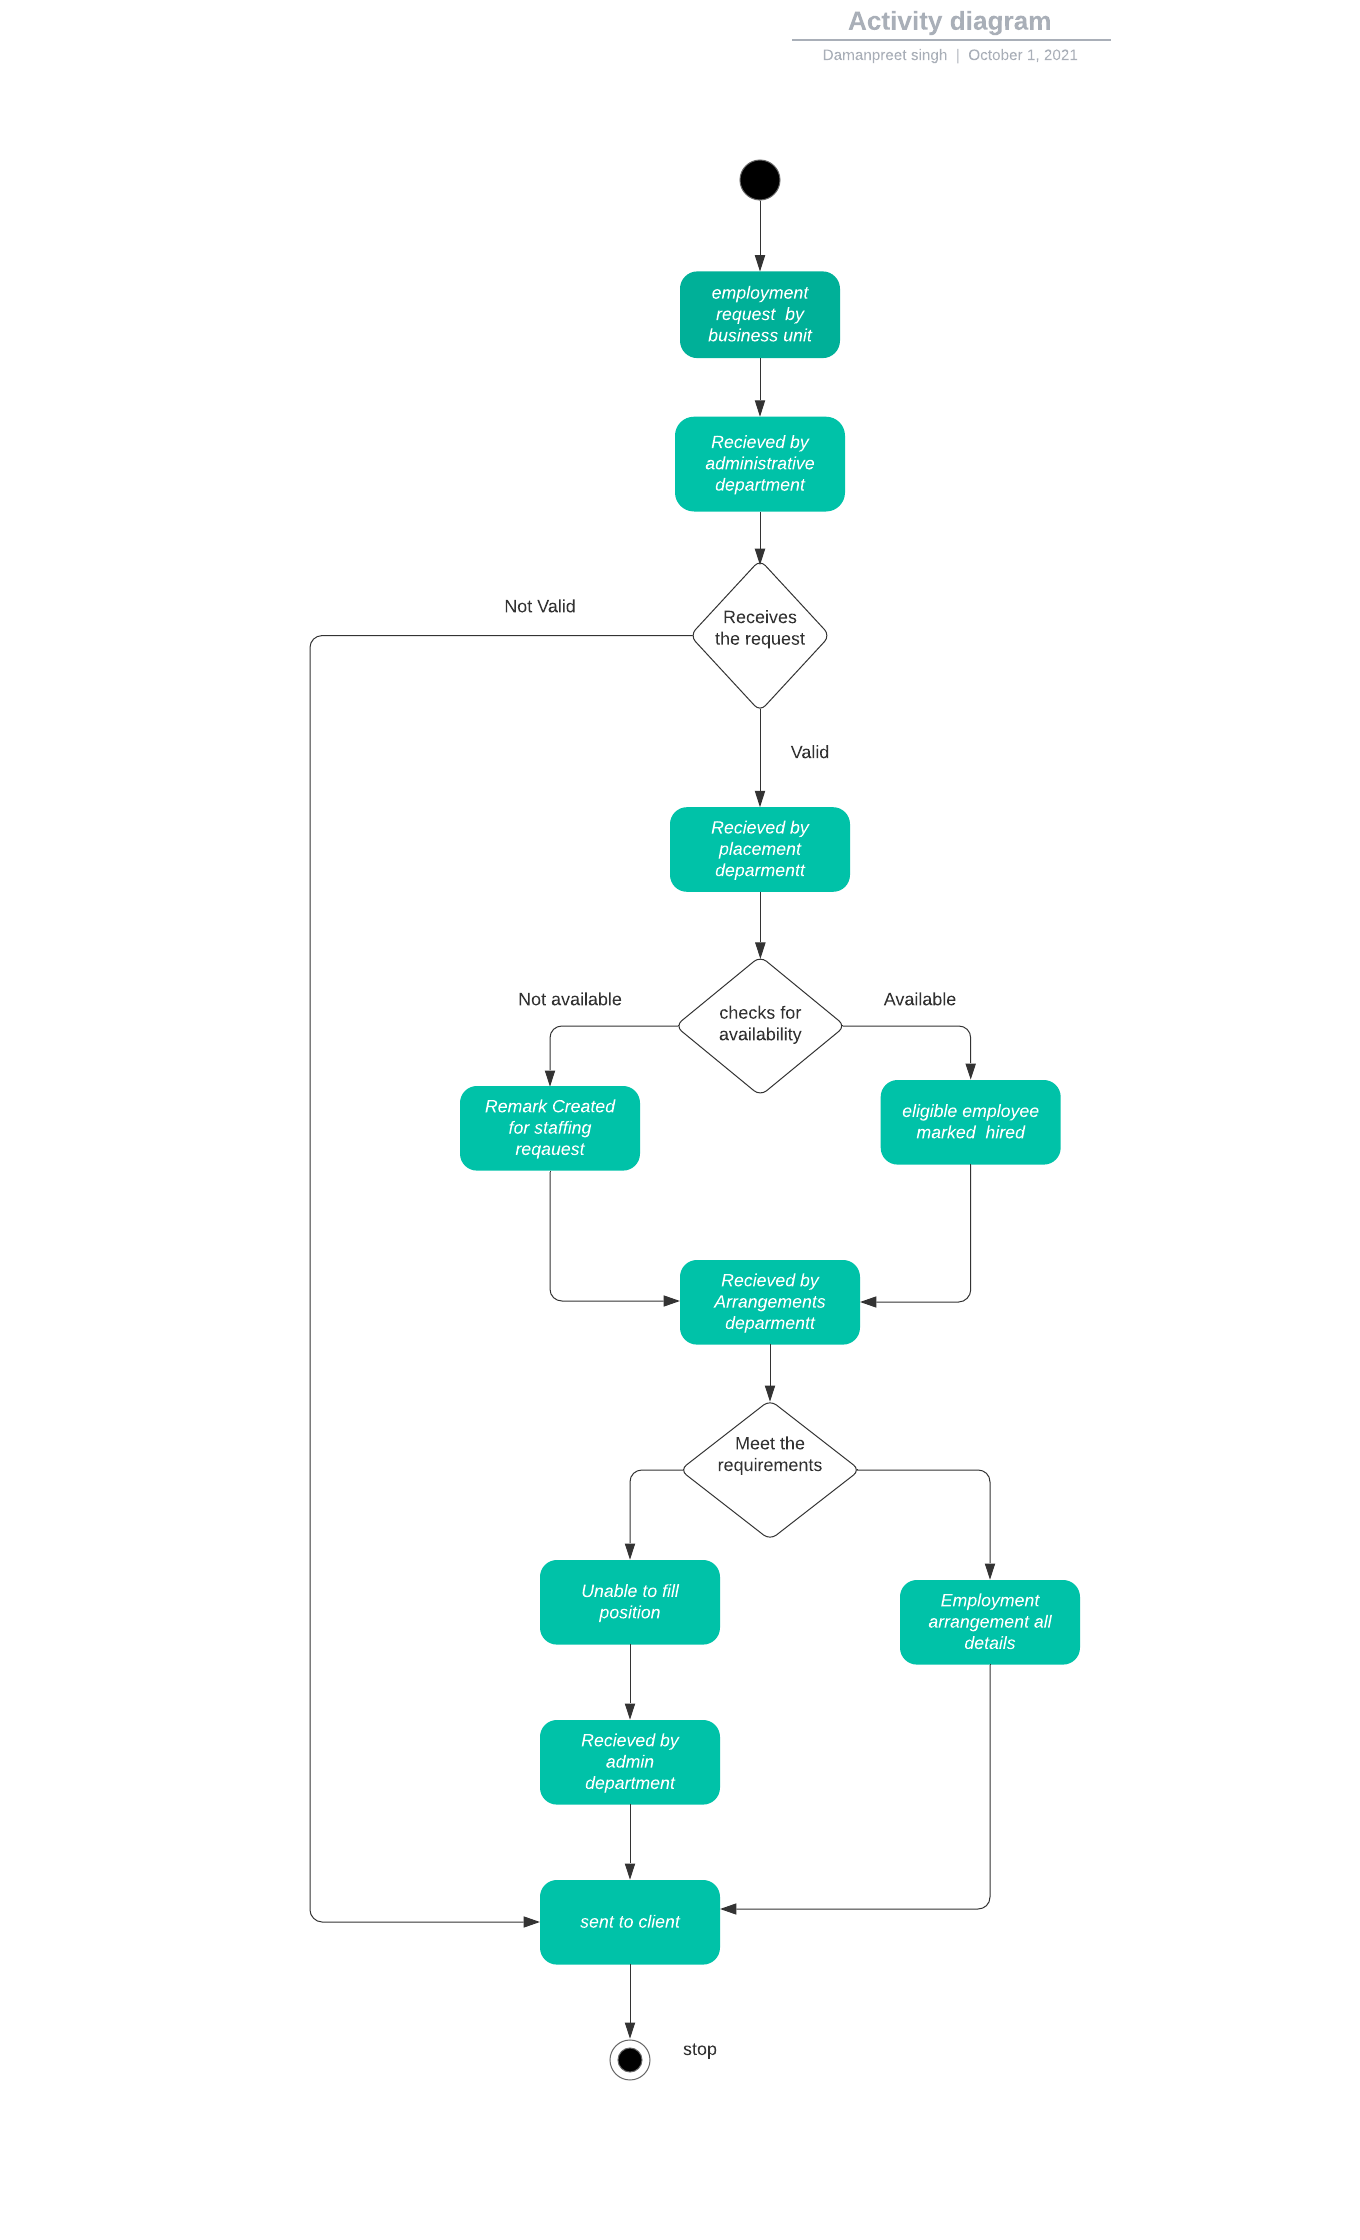 Activity diagram
Damanpreet singh | October 1, 2021
employment
request  by
business unit
Recieved by
administrative
department
Not Valid
Receives
the request
Valid
Recieved by
placement
deparmentt
Not available
Available
checks for
availability
Remark Created
for staffing
reqauest
eligible employee
marked  hired
Recieved by
Arrangements
deparmentt
Meet the
requirements
Unable to fill
position
Employment
arrangement all
details
Recieved by
admin
department
sent to client
stop